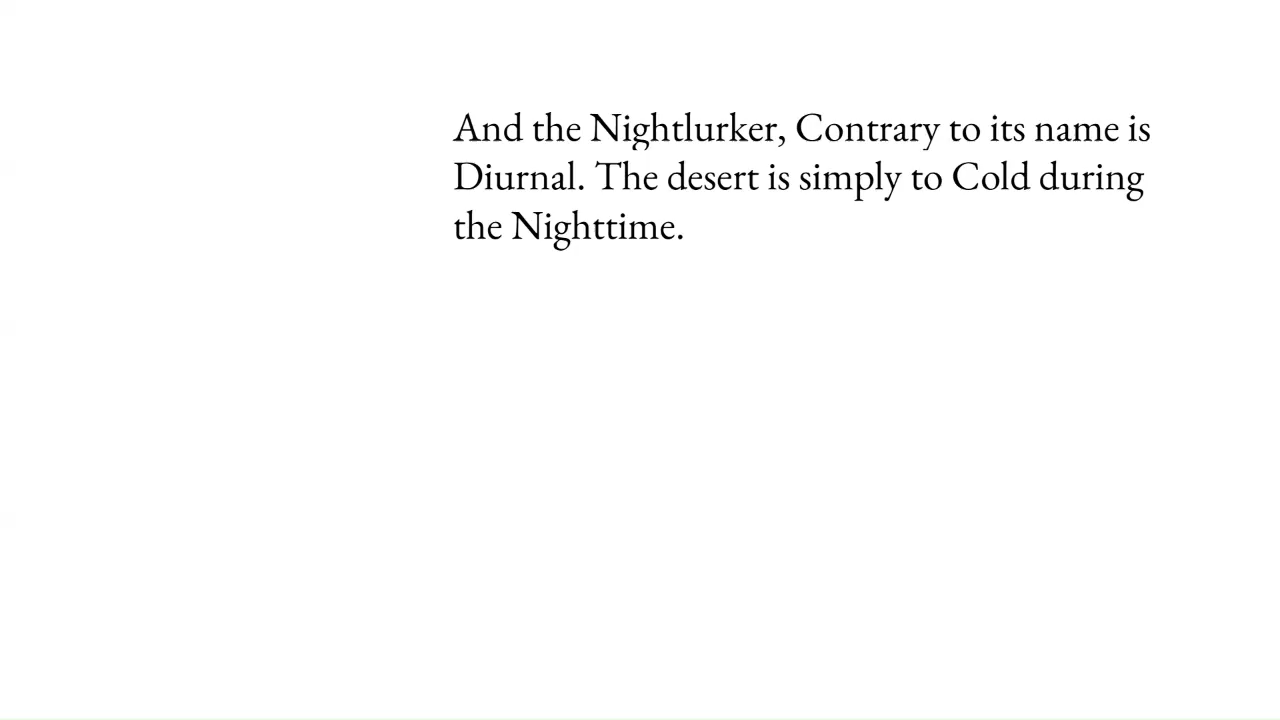 And the Nightlurker, Contrary to its name is
Diurnal. The desert is simply to Cold during
the Nighttime.